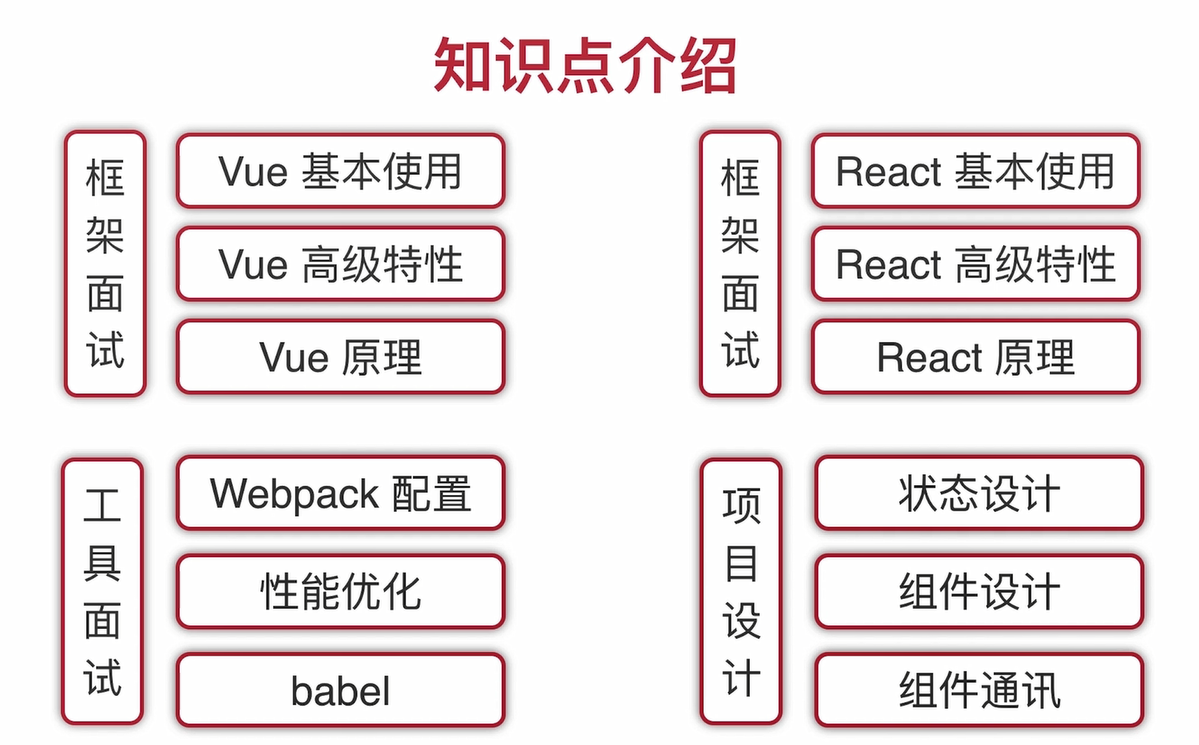 知识点介绍
框架面试
Vue 基本使用
Vue 高级特性
Vue 原理
框架面试
React 基本使用
React 高级特性
React 原理
工具面试
Webpack 配置
性能优化
babel
项目设计
状态设计
组件设计
组件通讯